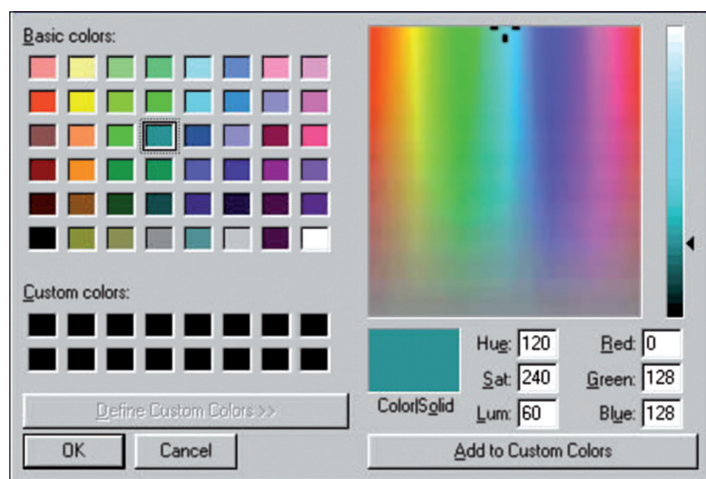 Basic colors:
Custom colors:
Define Custom Colors >>
OK Cancel
Color|Solid
Hue: 120 Red: 0
Sat: 240 Green: 128
Lum: 60 Blue: 128
Add to Custom Colors